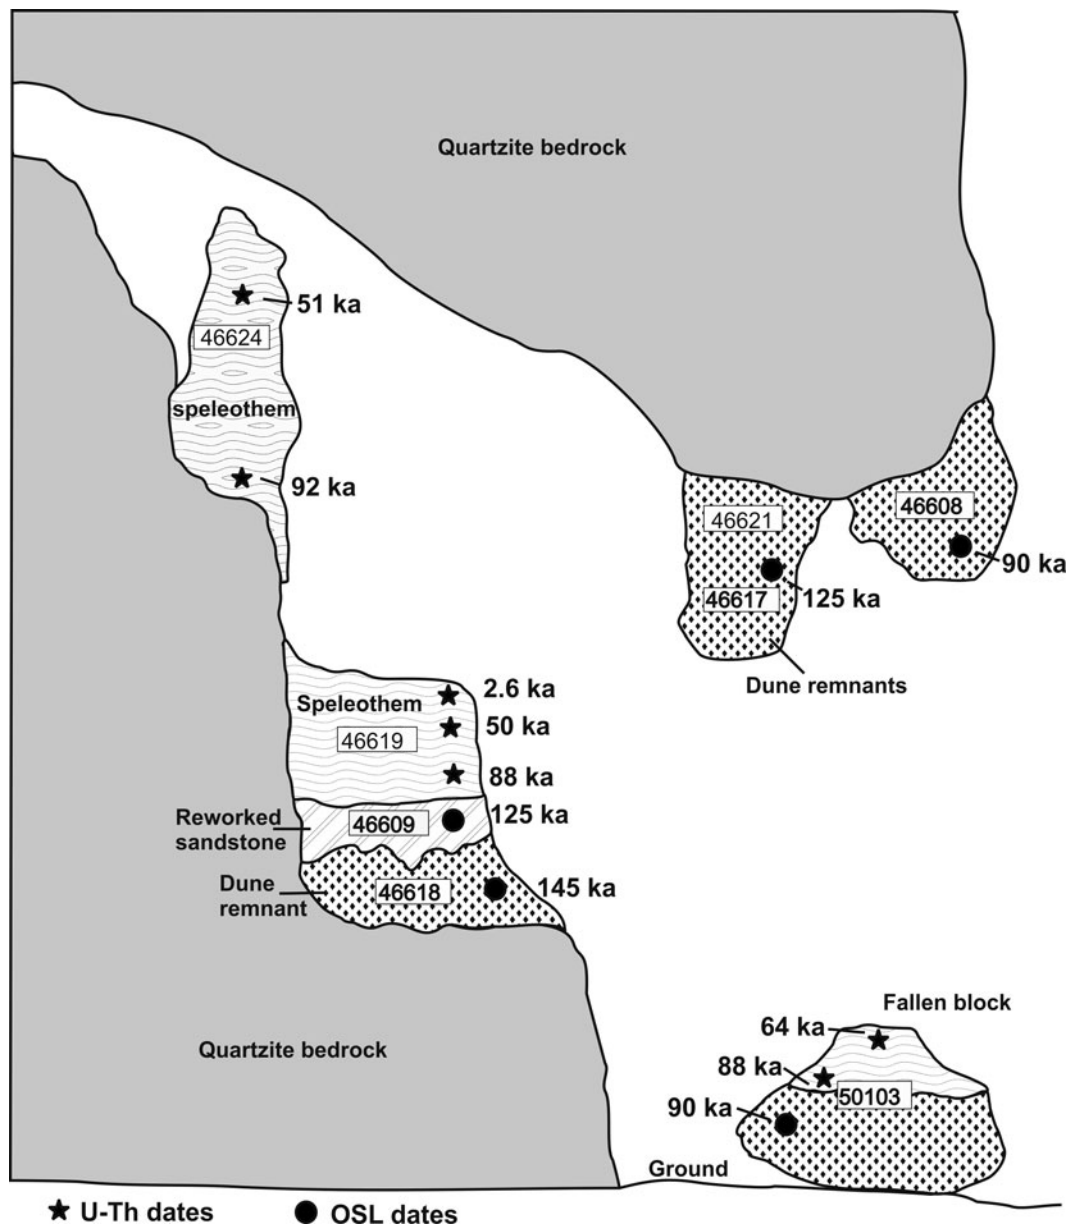 Quartzite bedrock
51 ka
46624
speleothem
92 ka
46621
46608
90 ka
46617
125 ka
Dune remnants
Speleothem
2.6 ka
50 ka
46619
88 ka
Reworked
sandstone
46609
125 ka
Dune
remnant
46618
145 ka
Fallen block
64 ka
Quartzite bedrock
88 ka
50103
90 ka
Ground
U-Th dates
OSL dates